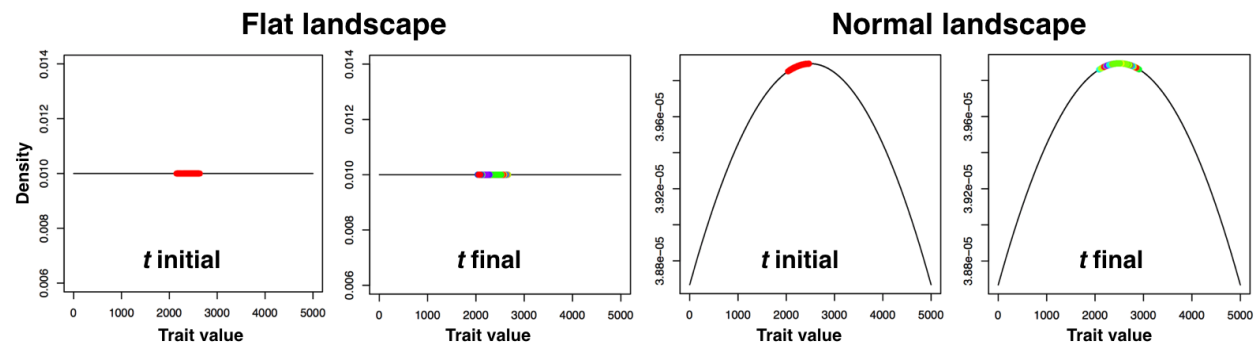 Flat landscape
Normal landscape
Density
0.014
0.012
0.010
0.008
0.006
t initial
0 1000 2000 3000 4000 5000
Trait value
0.014
0.012
0.010
0.008
0.006
t final
0 1000 2000 3000 4000 5000
Trait value
3.96e−05
3.92e−05
3.88e−05
t initial
0 1000 2000 3000 4000 5000
Trait value
3.96e−05
3.92e−05
3.88e−05
t final
0 1000 2000 3000 4000 5000
Trait value